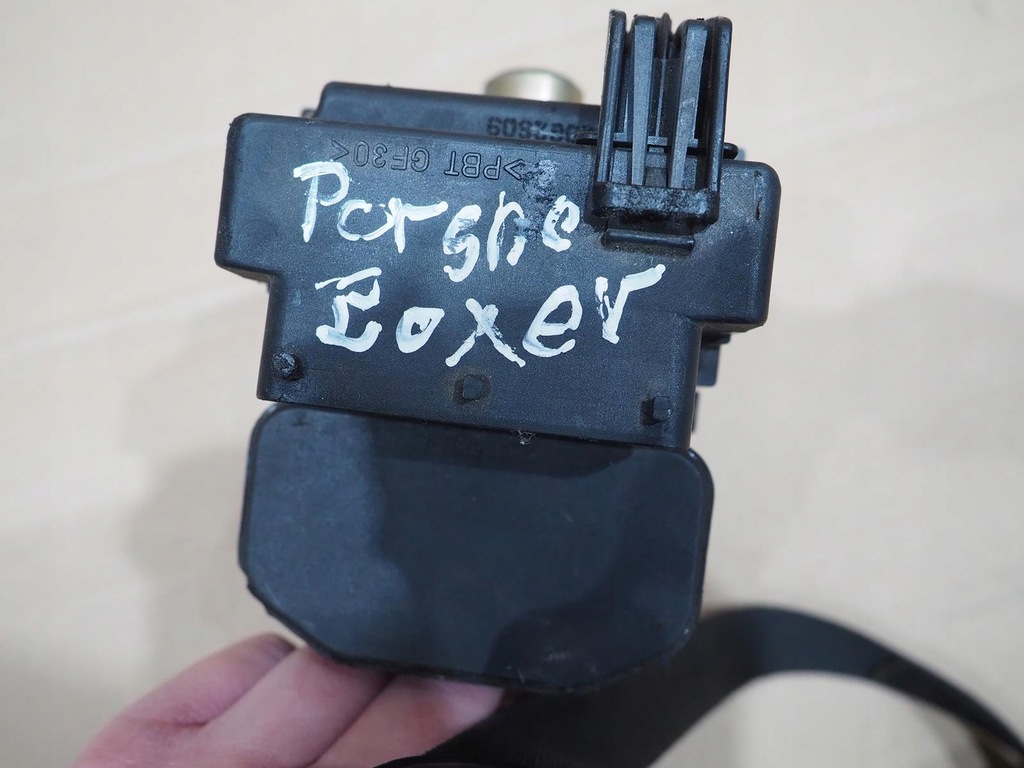 >PBT GF30<
Porshe
Boxer